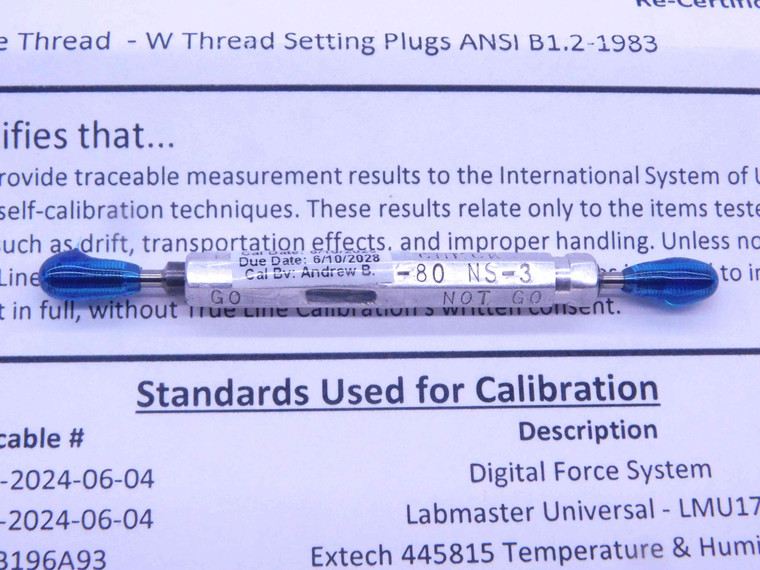 Re-Certific
e Thread - W Thread Setting Plugs ANSI B1.2-1983
ifies that...
rovide traceable measurement results to the International System of U
self-calibration techniques. These results relate only to the items teste
such as drift, transportation effects, and improper handling. Unless no
Line
to in
t in full, without True Line Calibration's written consent.
Due Date: 6/10/2028
Cal By: Andrew B.
-80 NS-3
GO
NOT GO
Standards Used for Calibration
cable #
Description
-2024-06-04
Digital Force System
-2024-06-04
Labmaster Universal - LMU17
B196A93
Extech 445815 Temperature & Humi